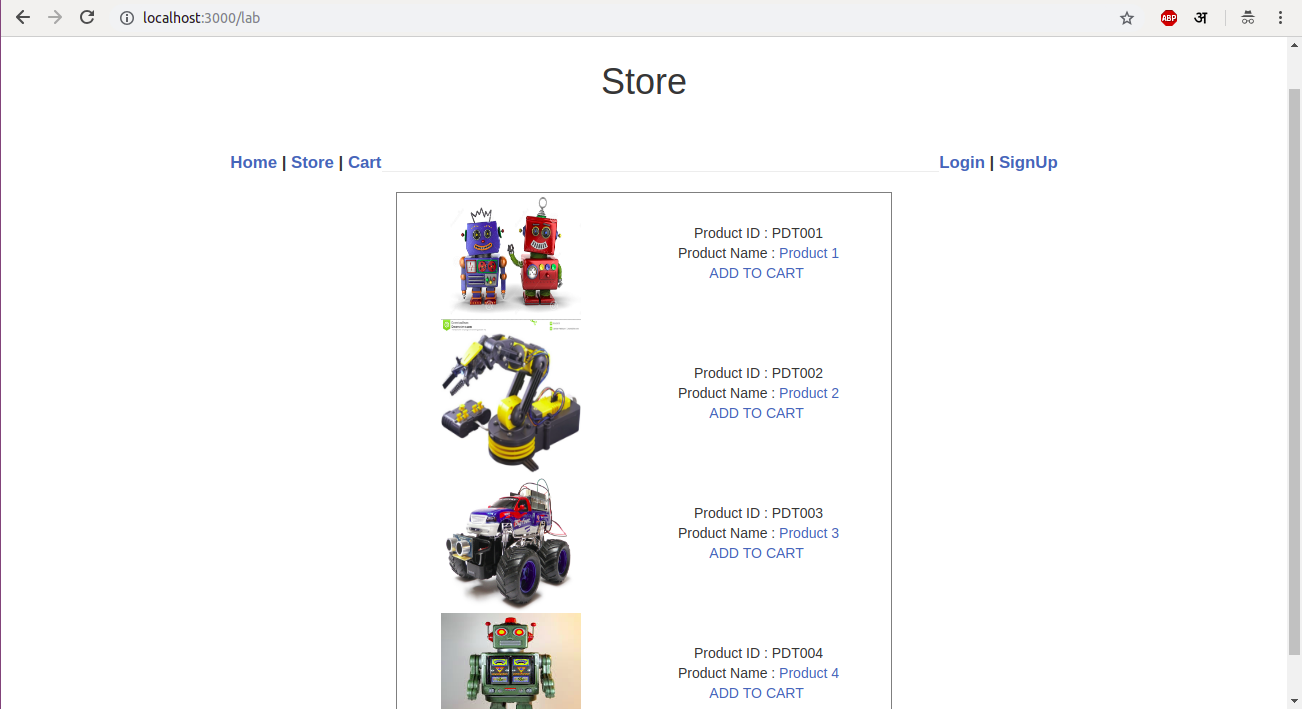 localhost:3000/lab
ABP
अ
Store
Home | Store | Cart
Login | SignUp
Product ID : PDT001
Product Name : Product 1
ADD TO CART
Product ID : PDT002
Product Name : Product 2
ADD TO CART
Product ID : PDT003
Product Name : Product 3
ADD TO CART
Product ID : PDT004
Product Name : Product 4
ADD TO CART